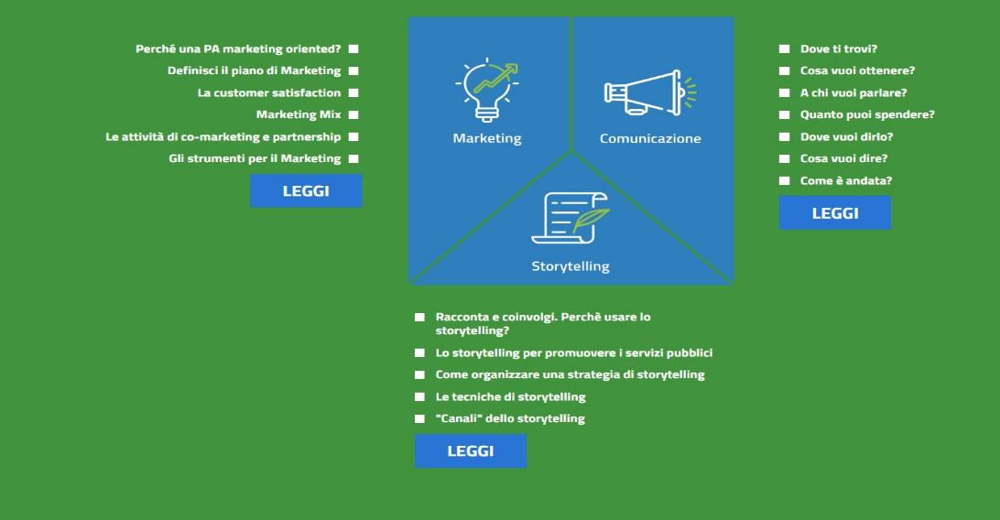 Perché una PA marketing oriented?
Definisci il piano di Marketing
La customer satisfaction
Marketing Mix
Le attività di co-marketing e partnership
Gli strumenti per il Marketing
LEGGI
Marketing
Comunicazione
Storytelling
Dove ti trovi?
Cosa vuoi ottenere?
A chi vuoi parlare?
Quanto puoi spendere?
Dove vuoi dirlo?
Cosa vuoi dire?
Come è andata?
LEGGI
Racconta e coinvolgi. Perchè usare lo
storytelling?
Lo storytelling per promuovere i servizi pubblici
Come organizzare una strategia di storytelling
Le tecniche di storytelling
"Canali" dello storytelling
LEGGI